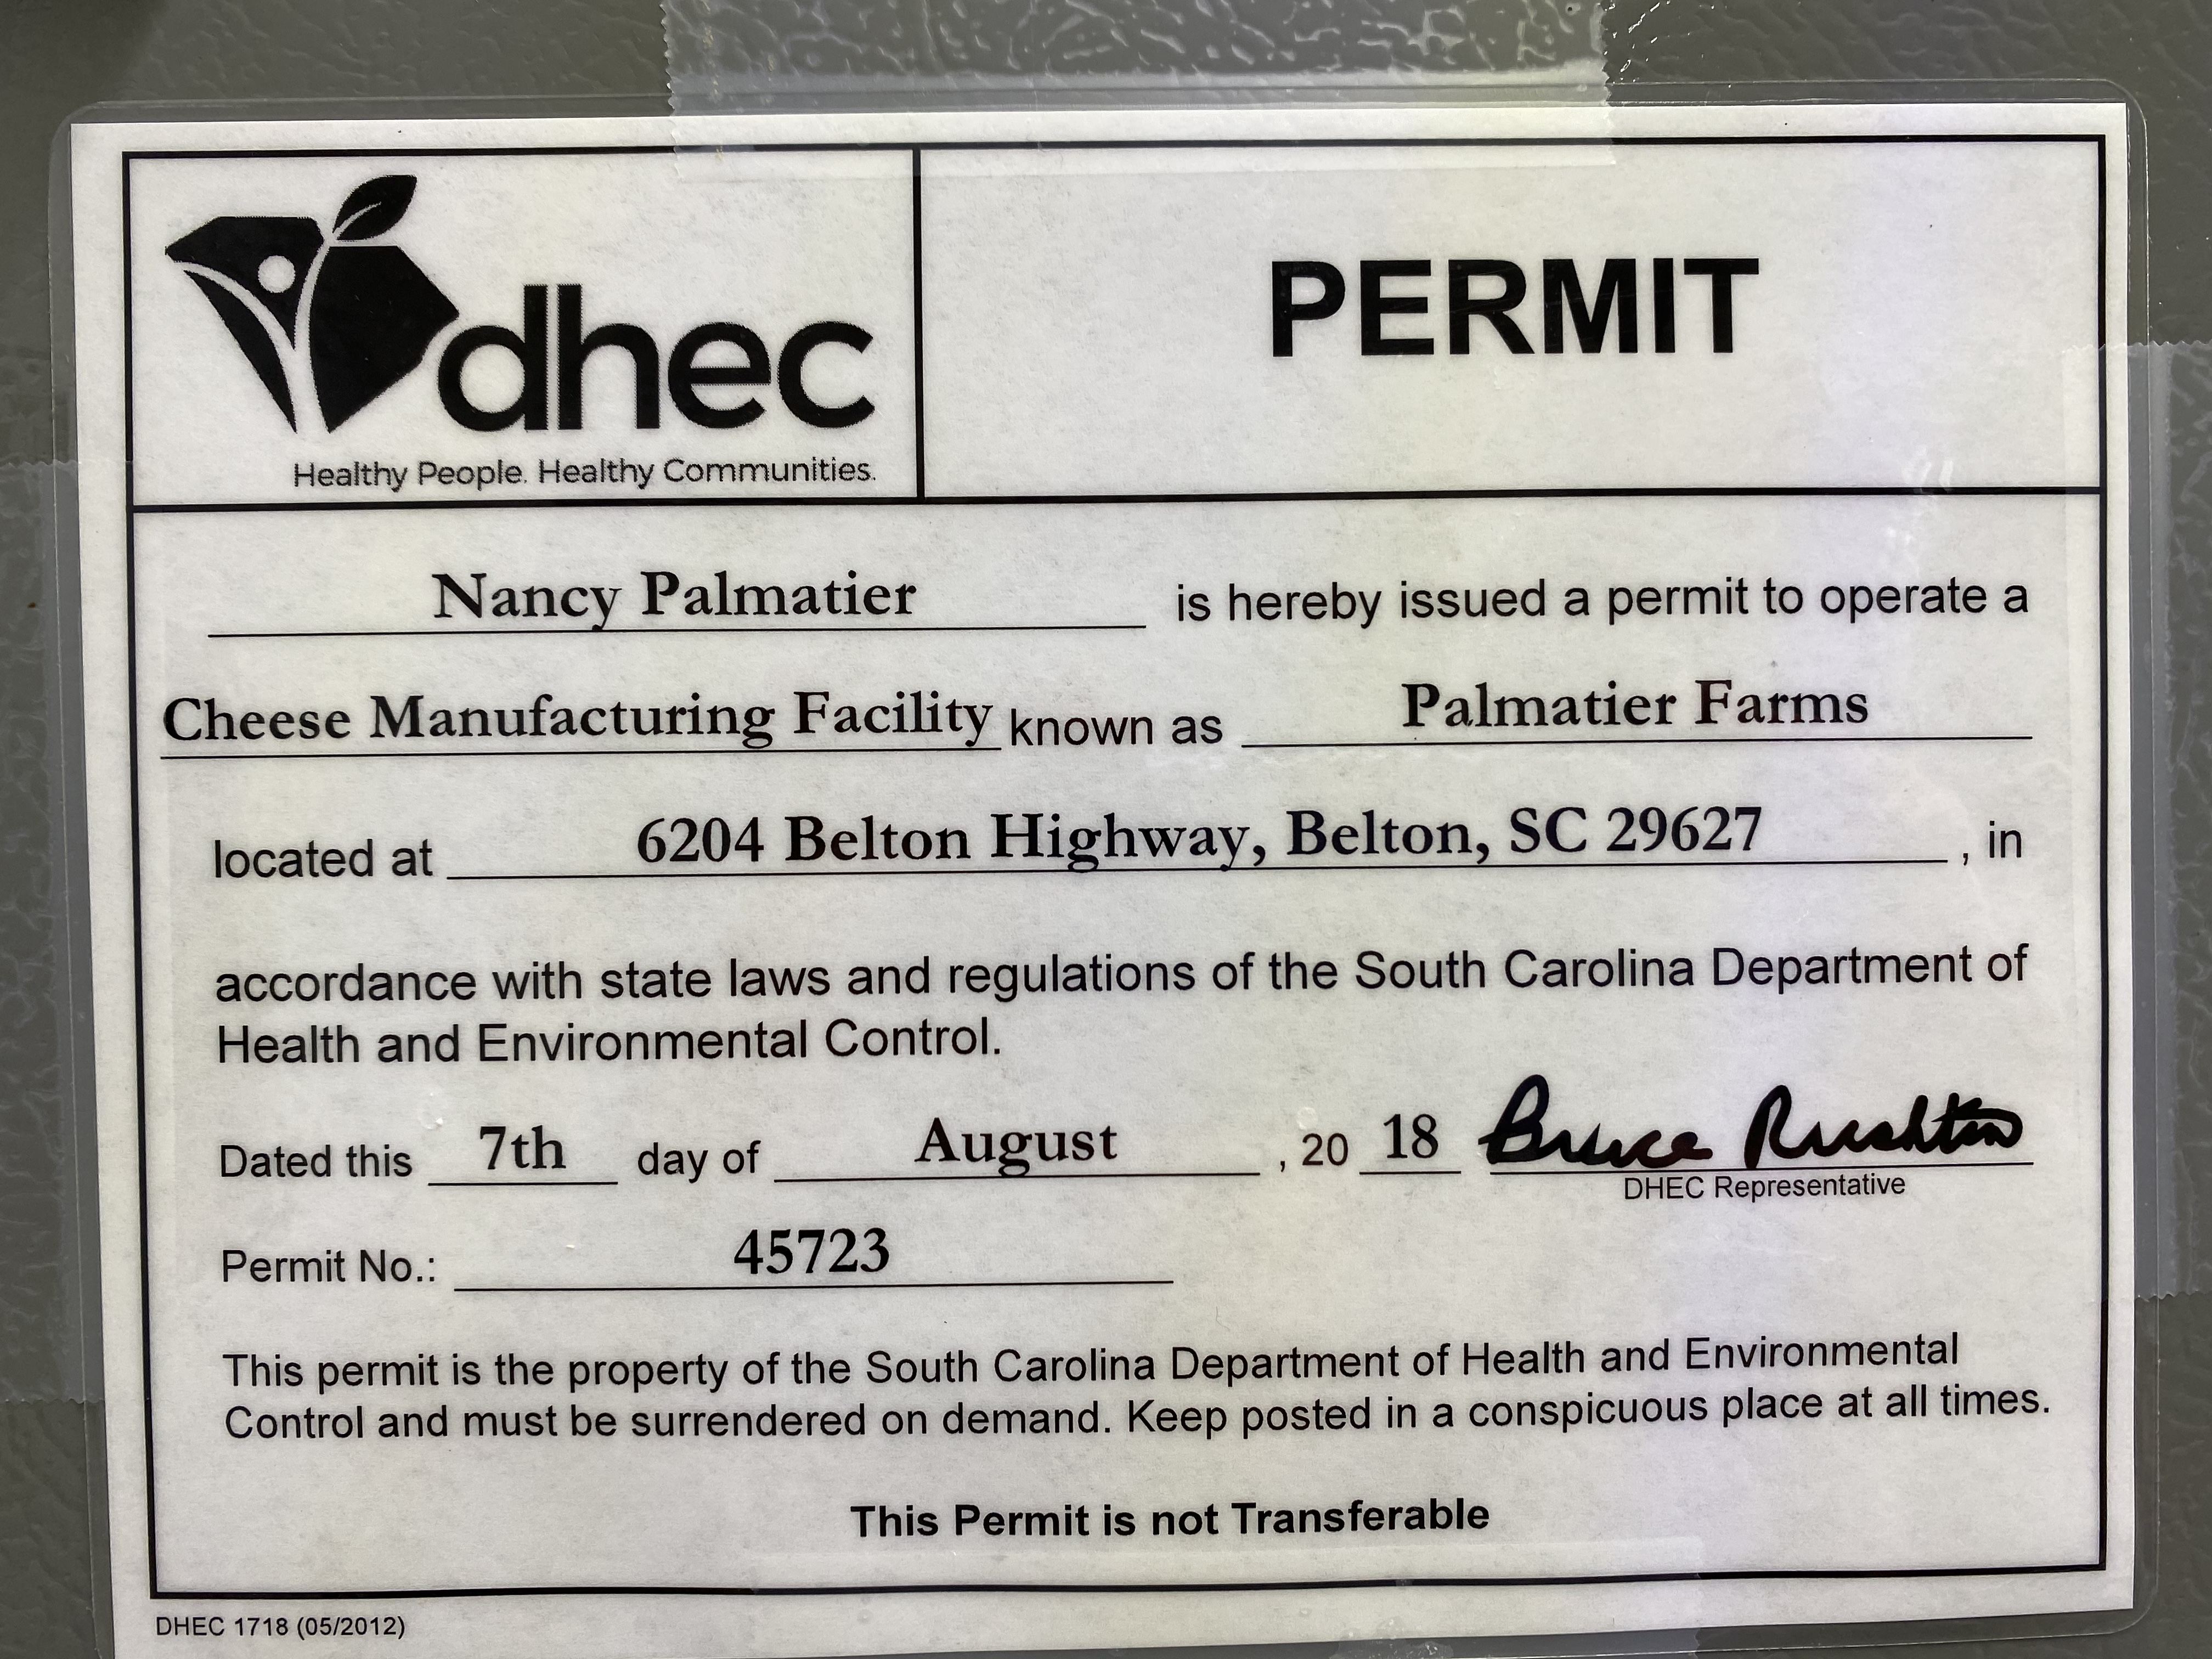 dhec
Healthy People. Healthy Communities.
PERMIT
Nancy Palmatier is hereby issued a permit to operate a
Cheese Manufacturing Facility known as Palmatier Farms
located at 6204 Belton Highway, Belton, SC 29627 , in
accordance with state laws and regulations of the South Carolina Department of
Health and Environmental Control.
Dated this 7th day of August , 20 18 Bruce Rushton
DHEC Representative
Permit No.: 45723
This permit is the property of the South Carolina Department of Health and Environmental
Control and must be surrendered on demand. Keep posted in a conspicuous place at all times.
This Permit is not Transferable
DHEC 1718 (05/2012)